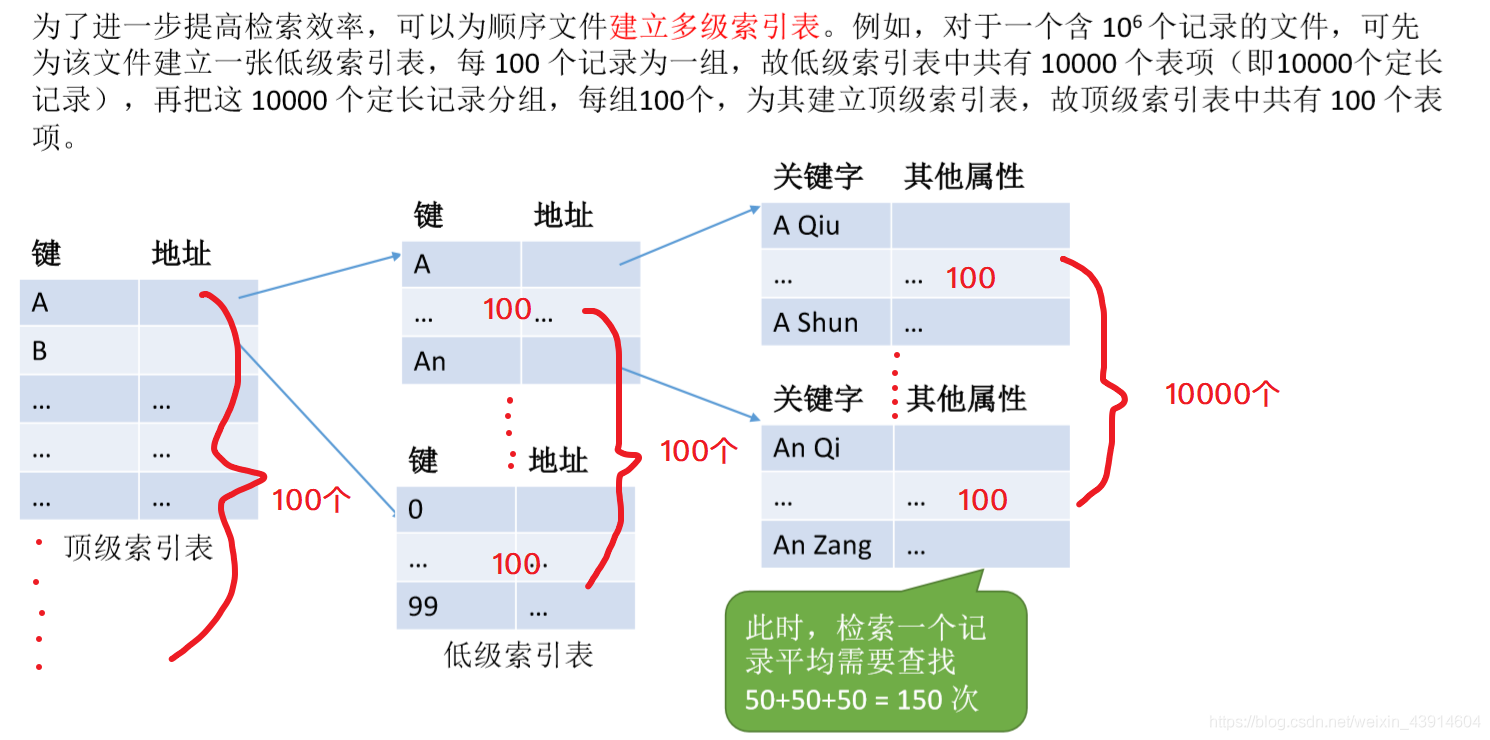 为了进一步提高检索效率，可以为顺序文件建立多级索引表。例如，对于一个含 10⁶ 个记录的文件，可先
为该文件建立一张低级索引表，每 100 个记录为一组，故低级索引表中共有 10000 个表项（即10000个定长
记录），再把这 10000 个定长记录分组，每组100个，为其建立顶级索引表，故顶级索引表中共有 100 个表
项。
键 地址
A
B
... ...
... ...
... ...
顶级索引表
100个
键 地址
A
... 100 ...
An
键 地址
0
... 100 ...
99 ...
低级索引表
100个
关键字 其他属性
A Qiu
... ... 100
A Shun ...
关键字 其他属性
An Qi
... ... 100
An Zang ...
10000个
此时，检索一个记
录平均需要查找
50+50+50 = 150 次
https://blog.csdn.net/weixin_43914604